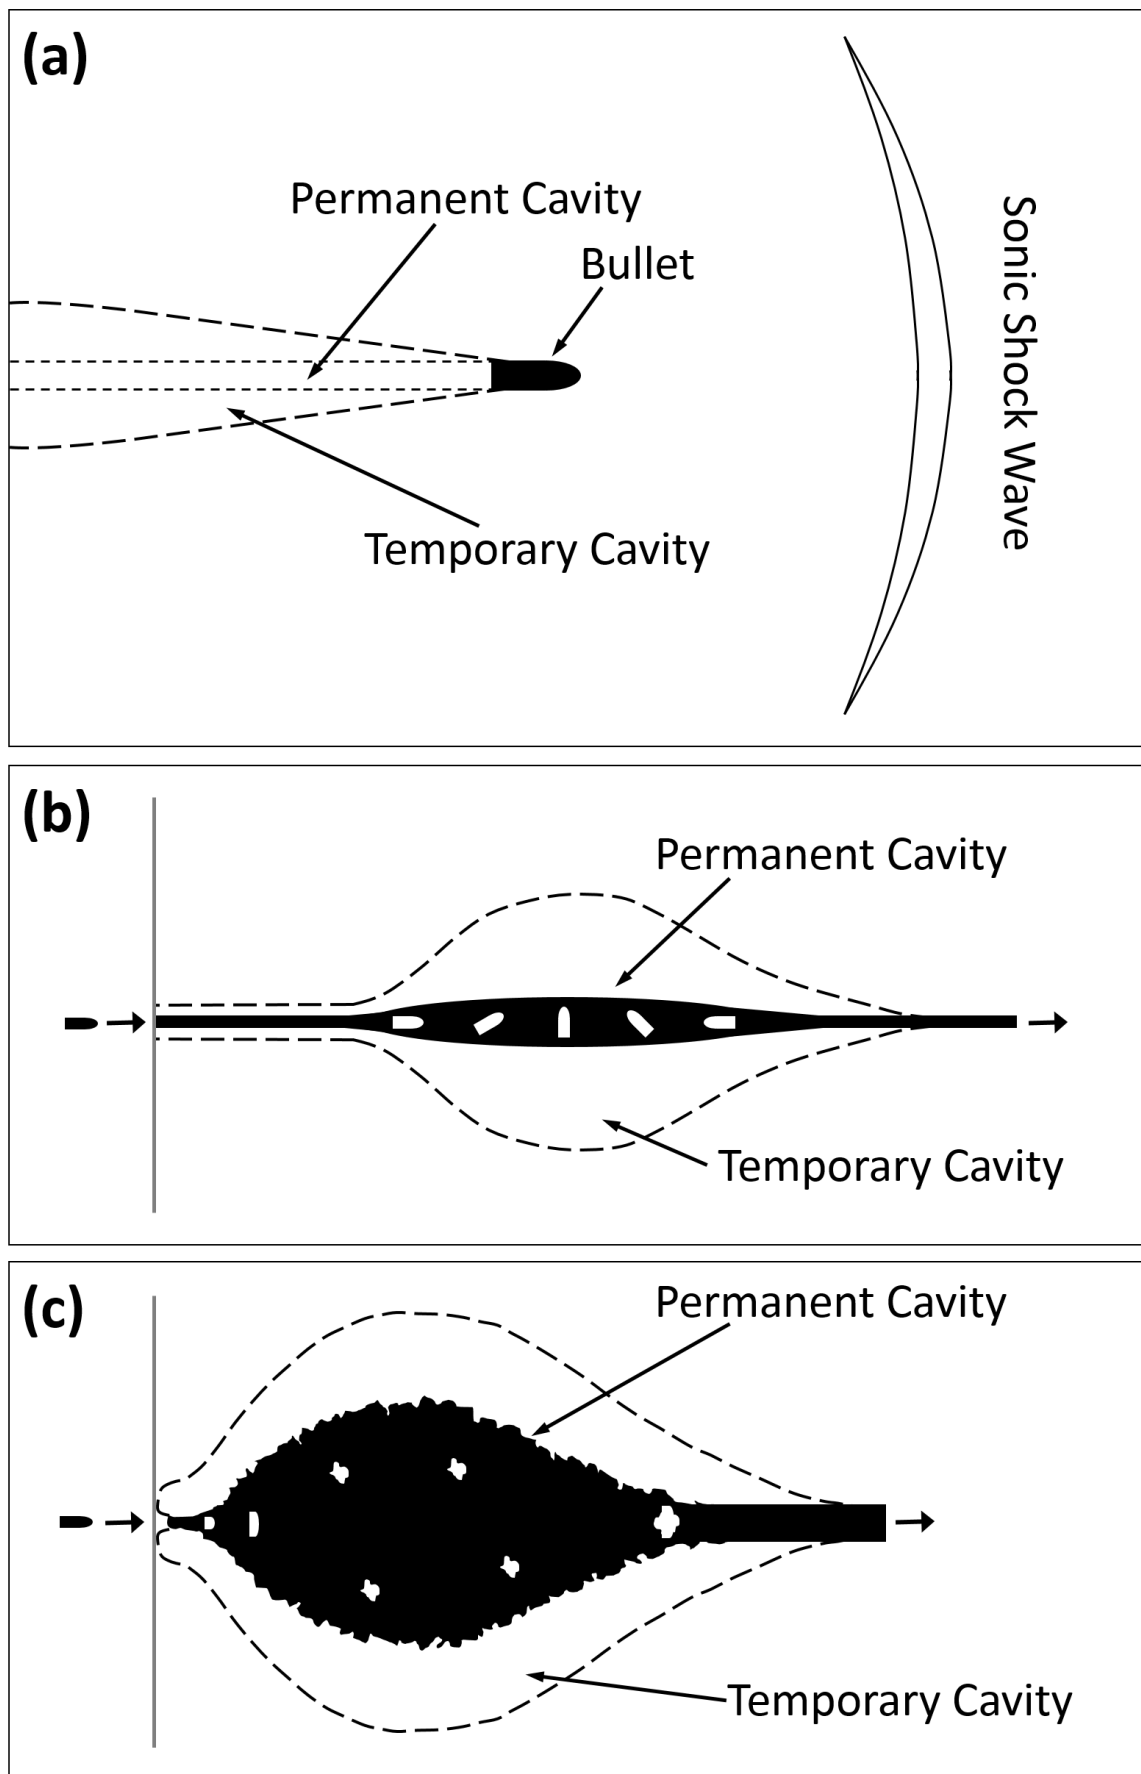 (a)
Permanent Cavity
Bullet
Sonic Shock Wave
Temporary Cavity
(b)
Permanent Cavity
Temporary Cavity
(c)
Permanent Cavity
Temporary Cavity